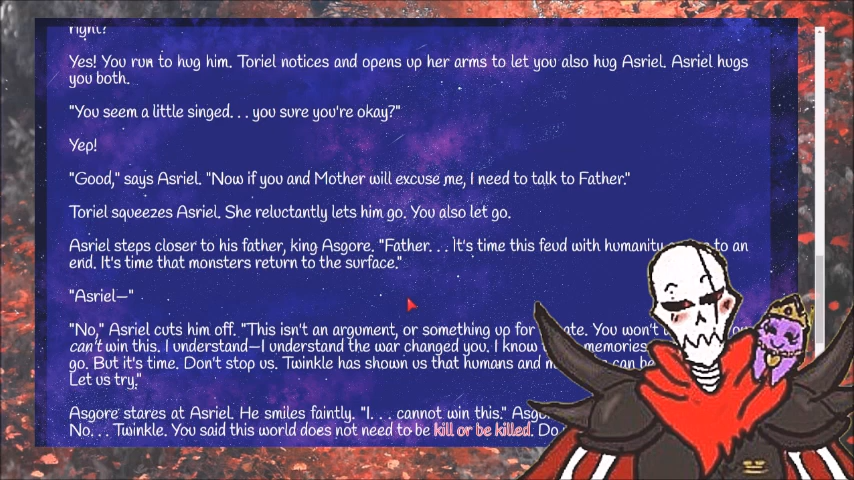 right?
Yes! You run to hug him. Toriel notices and opens up her arms to let you also hug Asriel. Asriel hugs
you both.
"You seem a little singed. . . you sure you're okay?"
Yep!
"Good," says Asriel. "Now if you and Mother will excuse me, I need to talk to Father."
Toriel squeezes Asriel. She reluctantly lets him go. You also let go.
Asriel steps closer to his father, king Asgore. "Father. . . It's time this feud with humanity to an
end. It's time that monsters return to the surface."
"Asriel—"
"No," Asriel cuts him off. "This isn't an argument, or something up for You won't
can't win this. I understand—I understand the war changed you. I know memories
go. But it's time. Don't stop us. Twinkle has shown us that humans and can be
Let us try."
Asgore stares at Asriel. He smiles faintly. "I. . . cannot win this."
No. . . Twinkle. You said this world does not need to be kill or be killed. Do